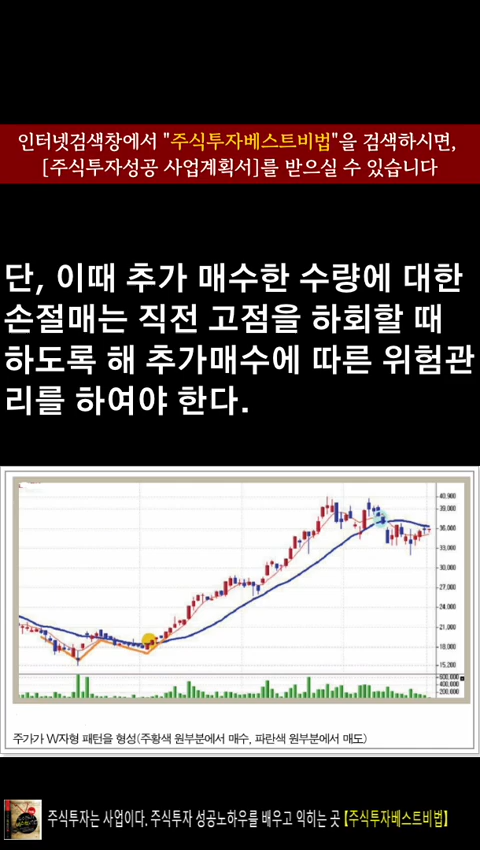 인터넷검색창에서 "주식투자베스트비법"을 검색하시면,
[주식투자성공 사업계획서]를 받으실 수 있습니다
단, 이때 추가 매수한 수량에 대한
손절매는 직전 고점을 하회할 때
하도록 해 추가매수에 따른 위험관
리를 하여야 한다.
40,900
39,000
36,000
33,000
30,000
27,000
24,000
21,000
18,000
15,200
600,000
400,000
200,000
주가가 W자형 패턴을 형성(주황색 원부분에서 매수, 파란색 원부분에서 매도)
주식투자는 사업이다. 주식투자 성공노하우를 배우고 익히는 곳 【주식투자베스트비법】